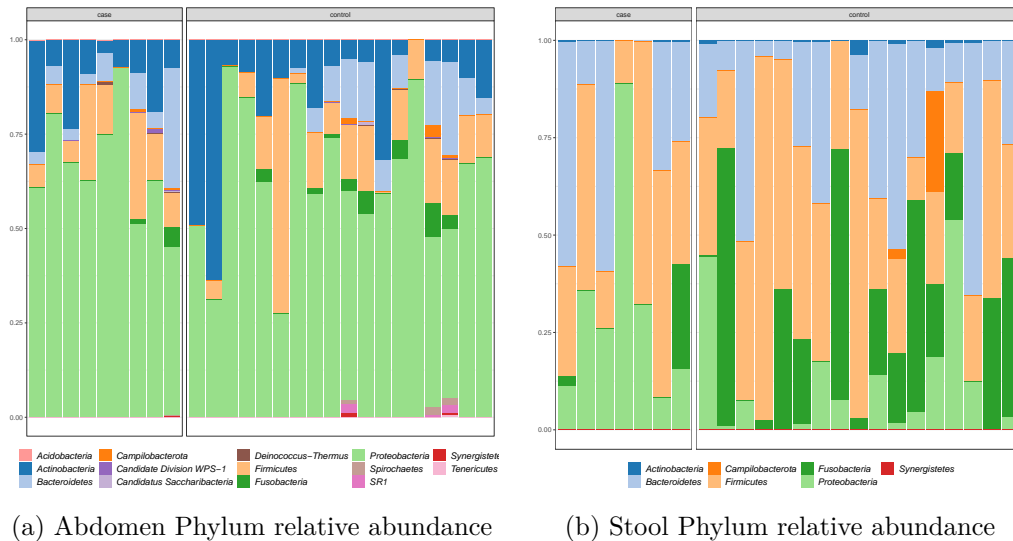 case control
1.00
0.75
0.50
0.25
0.00
Acidobacteria Campilobacterota Deinococcus−Thermus Proteobacteria Synergistete
Actinobacteria Candidate Division WPS−1 Firmicutes Spirochaetes Tenericutes
Bacteroidetes Candidatus Saccharibacteria Fusobacteria SR1
(a) Abdomen Phylum relative abundance
case control
1.00
0.75
0.50
0.25
0.00
Actinobacteria Campilobacterota Fusobacteria Synergistetes
Bacteroidetes Firmicutes Proteobacteria
(b) Stool Phylum relative abundance